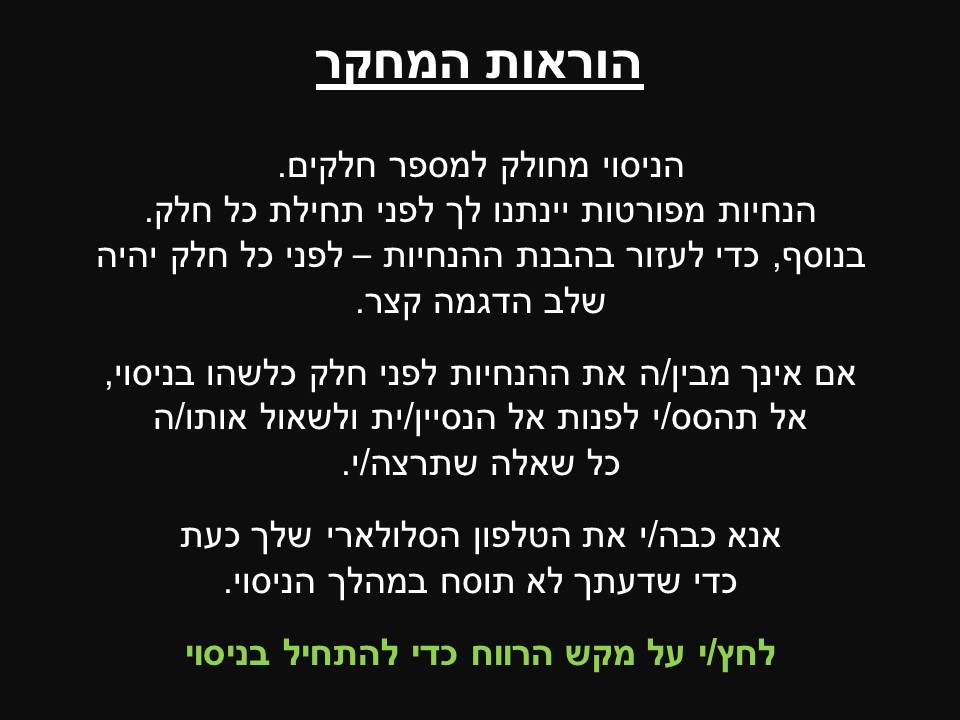 הוראות המחקר
הניסוי מחולק למספר חלקים.
הנחיות מפורטות יינתנו לך לפני תחילת כל חלק.
בנוסף, כדי לעזור בהבנת ההנחיות – לפני כל חלק יהיה
שלב הדגמה קצר.
אם אינך מבין/ה את ההנחיות לפני חלק כלשהו בניסוי,
אל תהסס/י לפנות אל הנסיין/ית ולשאול אותו/ה
כל שאלה שתרצה/י.
אנא כבה/י את הטלפון הסלולארי שלך כעת
כדי שדעתך לא תוסח במהלך הניסוי.
לחץ/י על מקש הרווח כדי להתחיל בניסוי